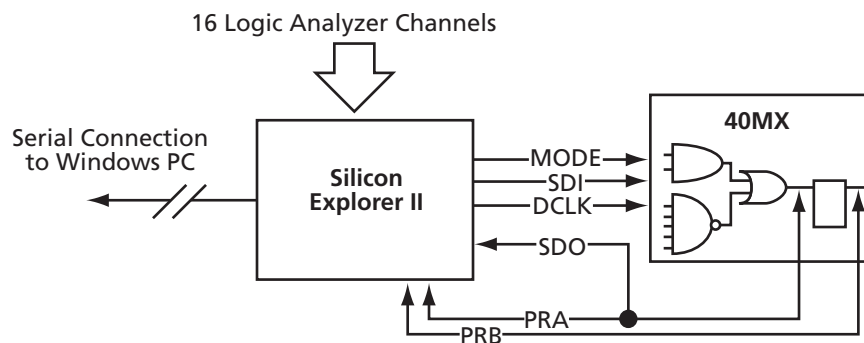 16 Logic Analyzer Channels
Serial Connection
to Windows PC
Silicon
Explorer II
MODE
SDI
DCLK
SDO
PRA
PRB
40MX